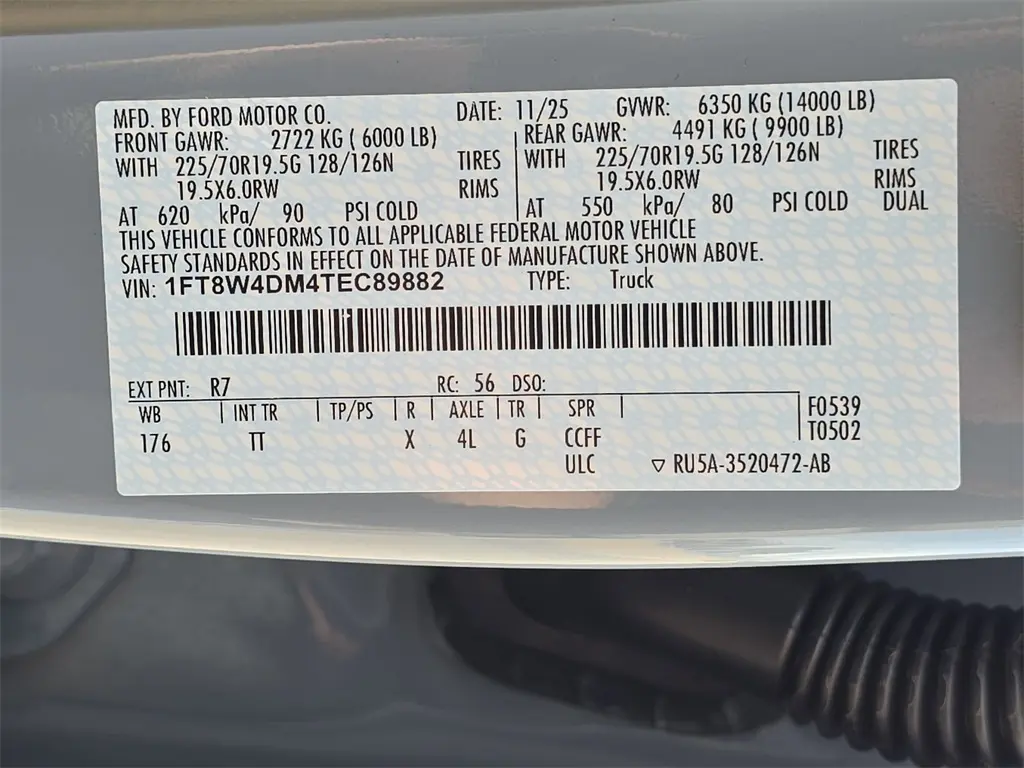 MFD. BY FORD MOTOR CO. DATE: 11/25 GVWR: 6350 KG (14000 LB)
FRONT GAWR: 2722 KG ( 6000 LB) REAR GAWR: 4491 KG ( 9900 LB)
WITH 225/70R19.5G 128/126N TIRES WITH 225/70R19.5G 128/126N TIRES
19.5X6.0RW RIMS 19.5X6.0RW RIMS
AT 620 kPa/ 90 PSI COLD AT 550 kPa/ 80 PSI COLD DUAL
THIS VEHICLE CONFORMS TO ALL APPLICABLE FEDERAL MOTOR VEHICLE
SAFETY STANDARDS IN EFFECT ON THE DATE OF MANUFACTURE SHOWN ABOVE.
VIN: 1FT8W4DM4TEC89882 TYPE: Truck
EXT PNT: R7 RC: 56 DSO:
WB | INT TR | TP/PS | R | AXLE | TR | SPR | F0539
176 TT X 4L G CCFF T0502
ULC ▽ RU5A-3520472-AB